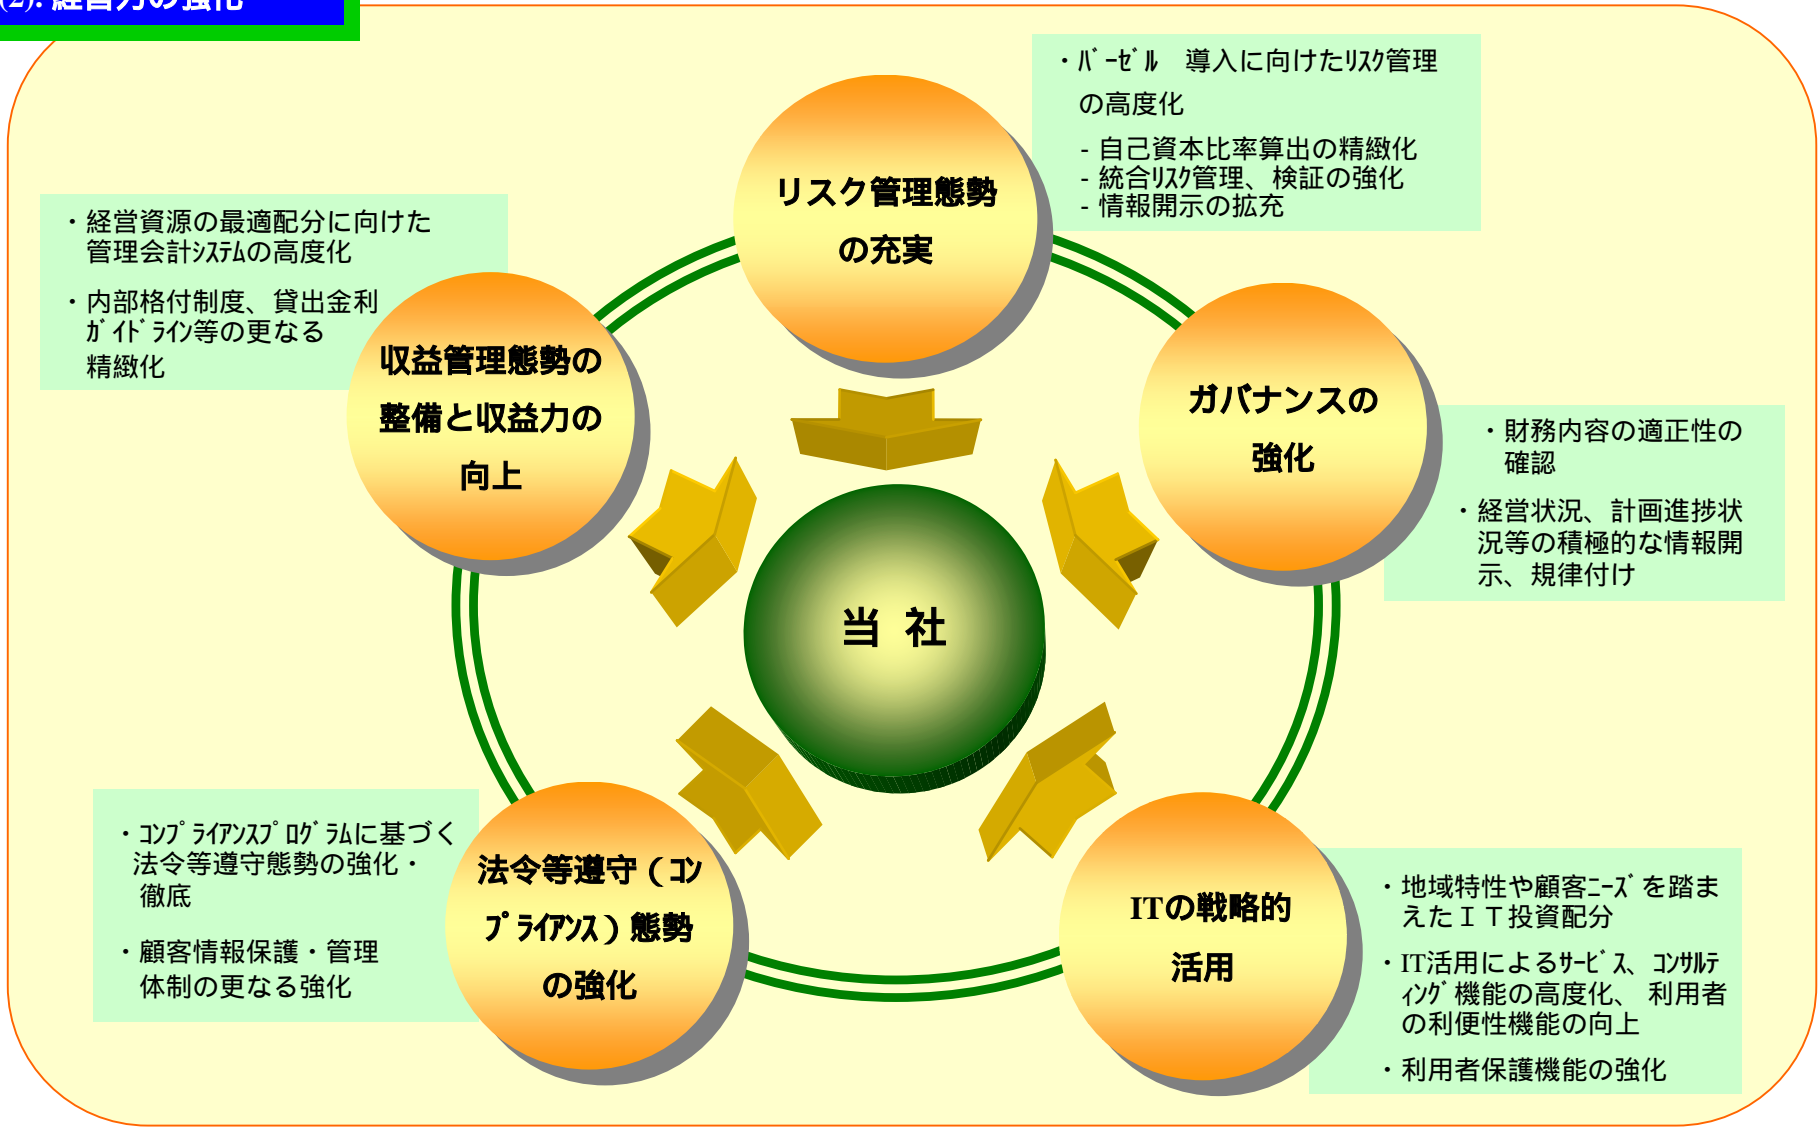 (2). 経営力の強化
・バーゼル　導入に向けたリスク管理
の高度化
- 自己資本比率算出の精緻化
- 統合リスク管理、検証の強化
- 情報開示の拡充
リスク管理態勢
の充実
・経営資源の最適配分に向けた
管理会計システムの高度化
・内部格付制度、貸出金利
ガイドライン等の更なる
精緻化
収益管理態勢の
整備と収益力の
向上
ガバナンスの
強化
・財務内容の適正性の
確認
・経営状況、計画進捗状
況等の積極的な情報開
示、規律付け
当 社
・コンプライアンスプログラムに基づく
法令等遵守態勢の強化・
徹底
・顧客情報保護・管理
体制の更なる強化
法令等遵守（コン
プライアンス）態勢
の強化
ITの戦略的
活用
・地域特性や顧客ニーズを踏ま
えたＩＴ投資配分
・IT活用によるサービス、コンサルテ
ィング機能の高度化、 利用者
の利便性機能の向上
・利用者保護機能の強化